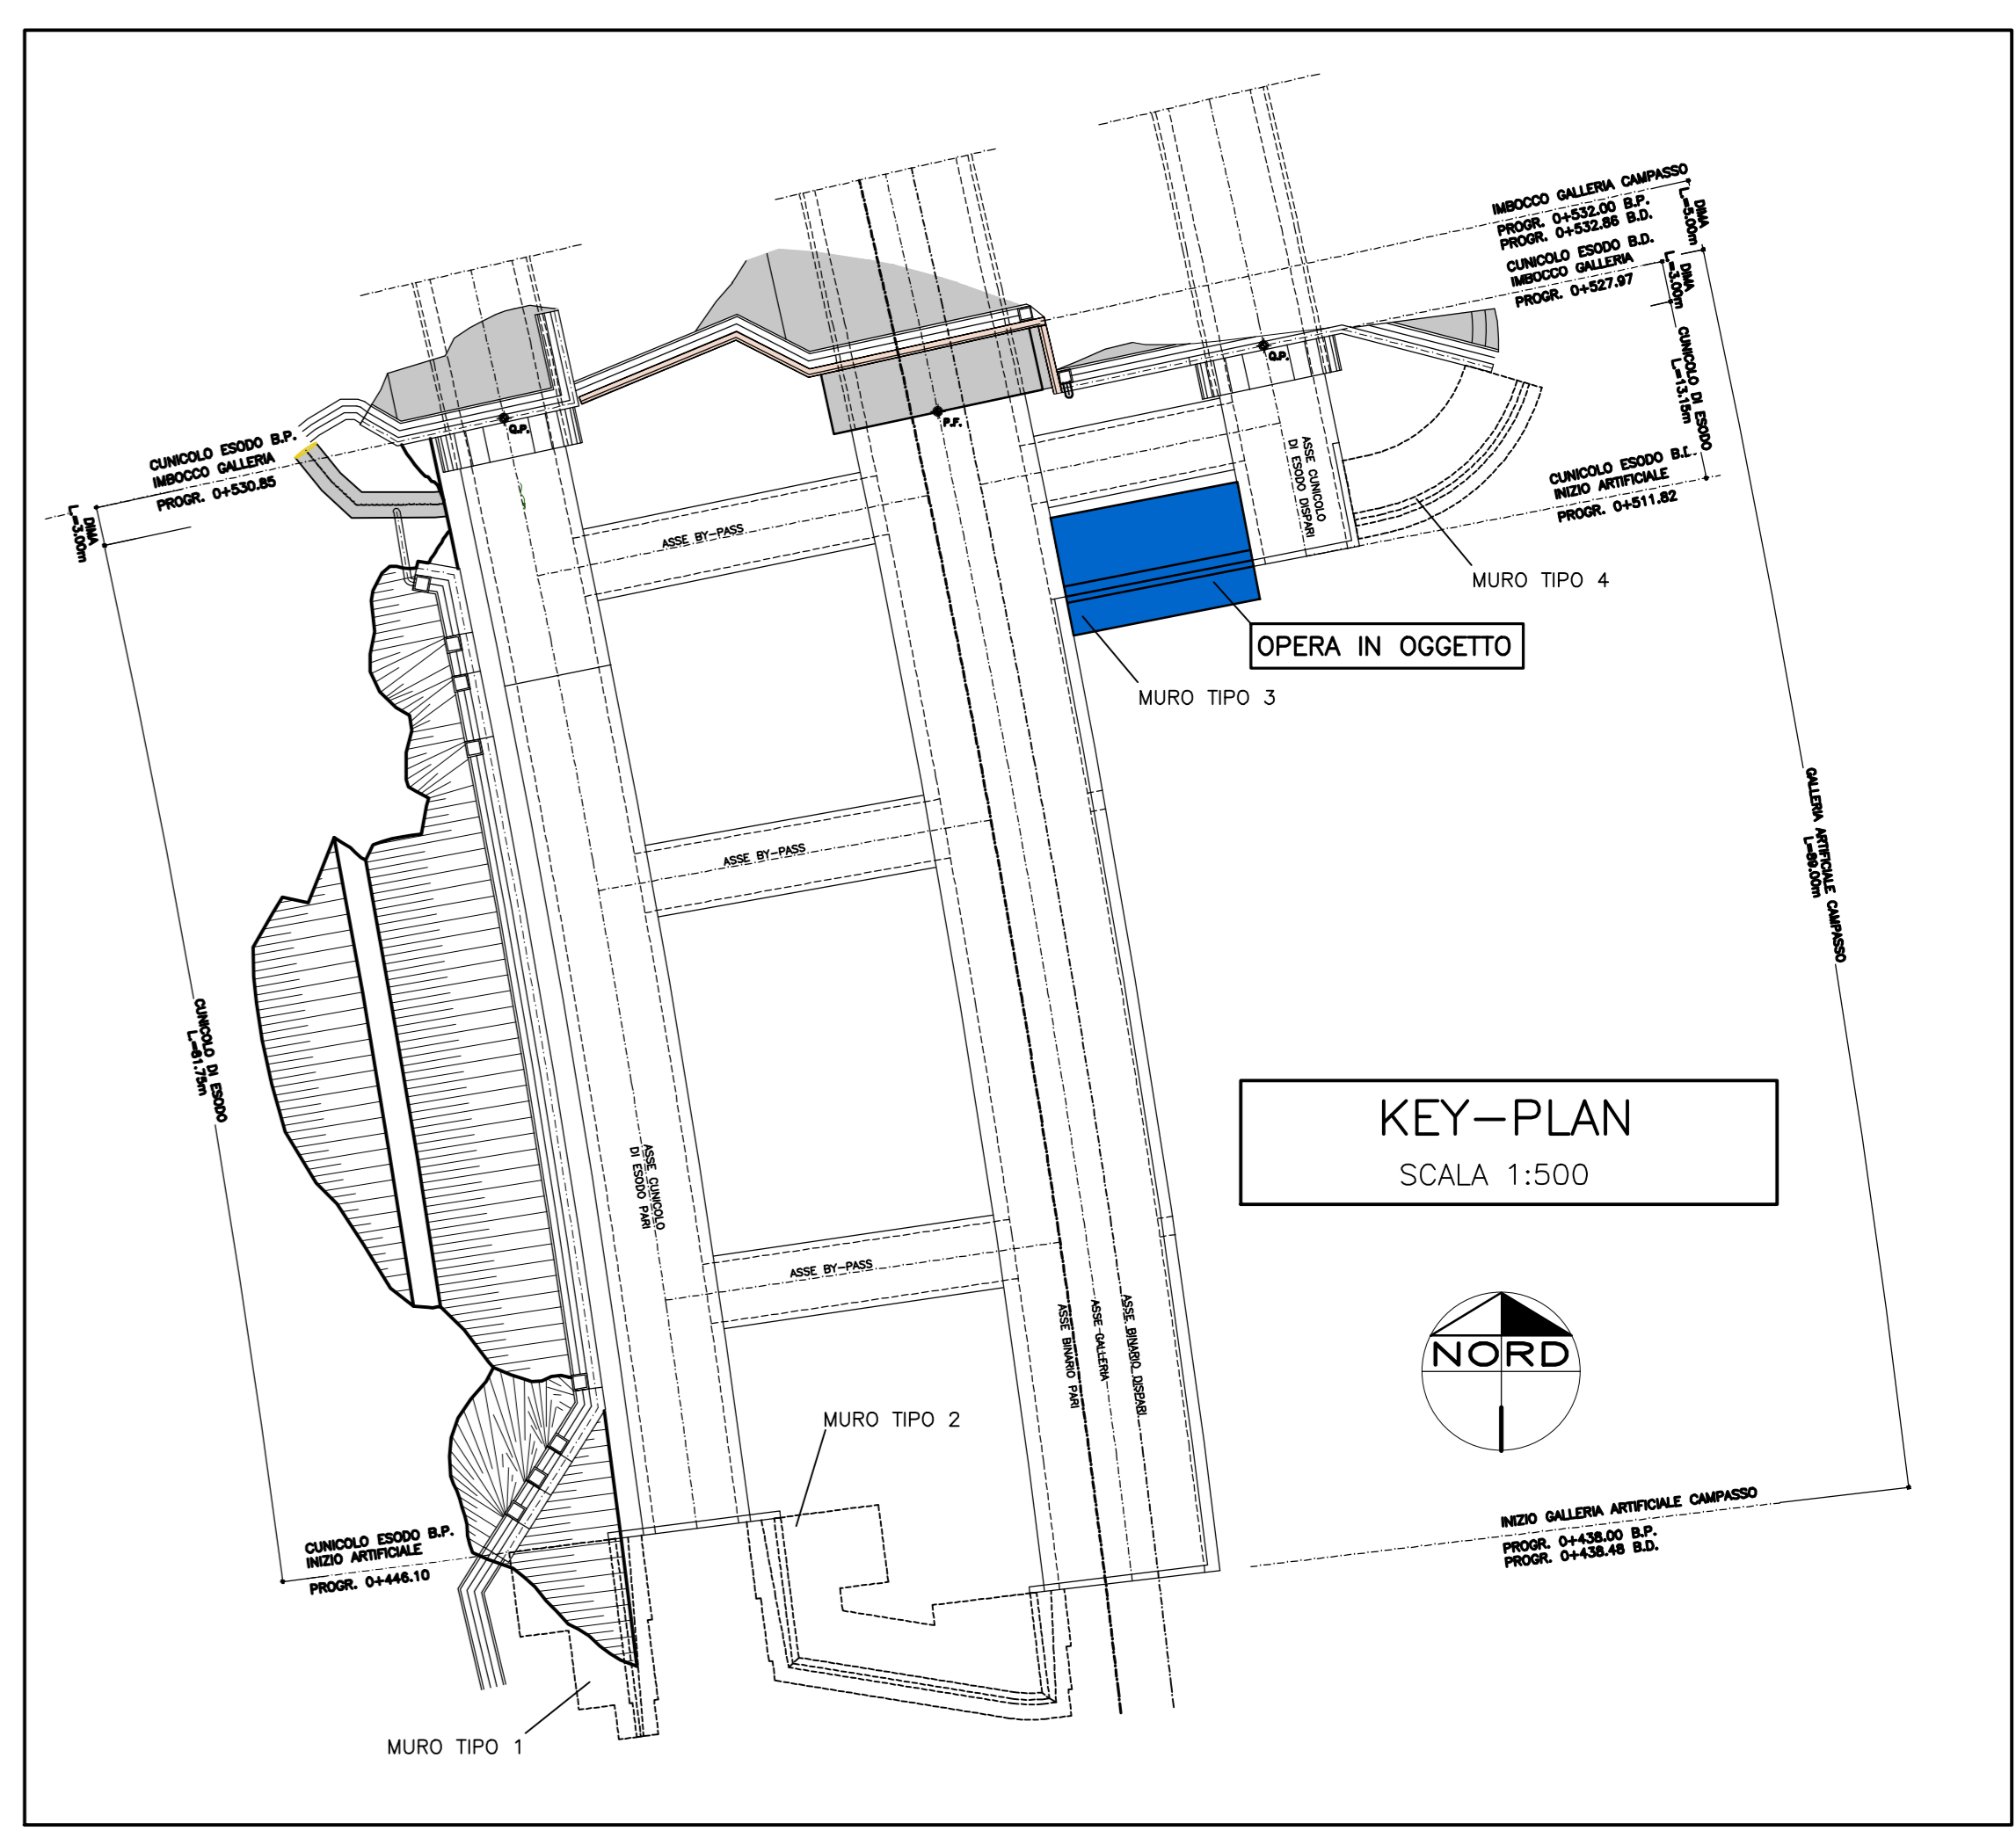 IMBOCCO GALLERIA CAMPASSO
PROGR. 0+532.00 B.P.
PROGR. 0+532.86 B.D.
DIMA
L.=5.00m
CUNICOLO ESODO B.D.
IMBOCCO GALLERIA
PROGR. 0+527.97
DIMA
L.=3.00m
CUNICOLO DI ESODO
L.=13.15m
Q.P.
P.F.
Q.P.
CUNICOLO ESODO B.P.
IMBOCCO GALLERIA
PROGR. 0+530.85
DIMA
L.=3.00m
ASSE CUNICOLO
DI ESODO DISPARI
CUNICOLO ESODO B.D.
INIZIO ARTIFICIALE
PROGR. 0+511.82
ASSE BY-PASS
MURO TIPO 4
OPERA IN OGGETTO
MURO TIPO 3
ASSE BY-PASS
GALLERIA ARTIFICIALE CAMPASSO
L.=89.00m
CUNICOLO DI ESODO
L.=81.75m
KEY-PLAN
SCALA 1:500
ASSE CUNICOLO
DI ESODO PARI
ASSE BY-PASS
ASSE BINARIO PARI
ASSE GALLERIA
ASSE BINARIO DISPARI
NORD
MURO TIPO 2
INIZIO GALLERIA ARTIFICIALE CAMPASSO
PROGR. 0+438.00 B.P.
PROGR. 0+438.48 B.D.
CUNICOLO ESODO B.P.
INIZIO ARTIFICIALE
PROGR. 0+446.10
MURO TIPO 1